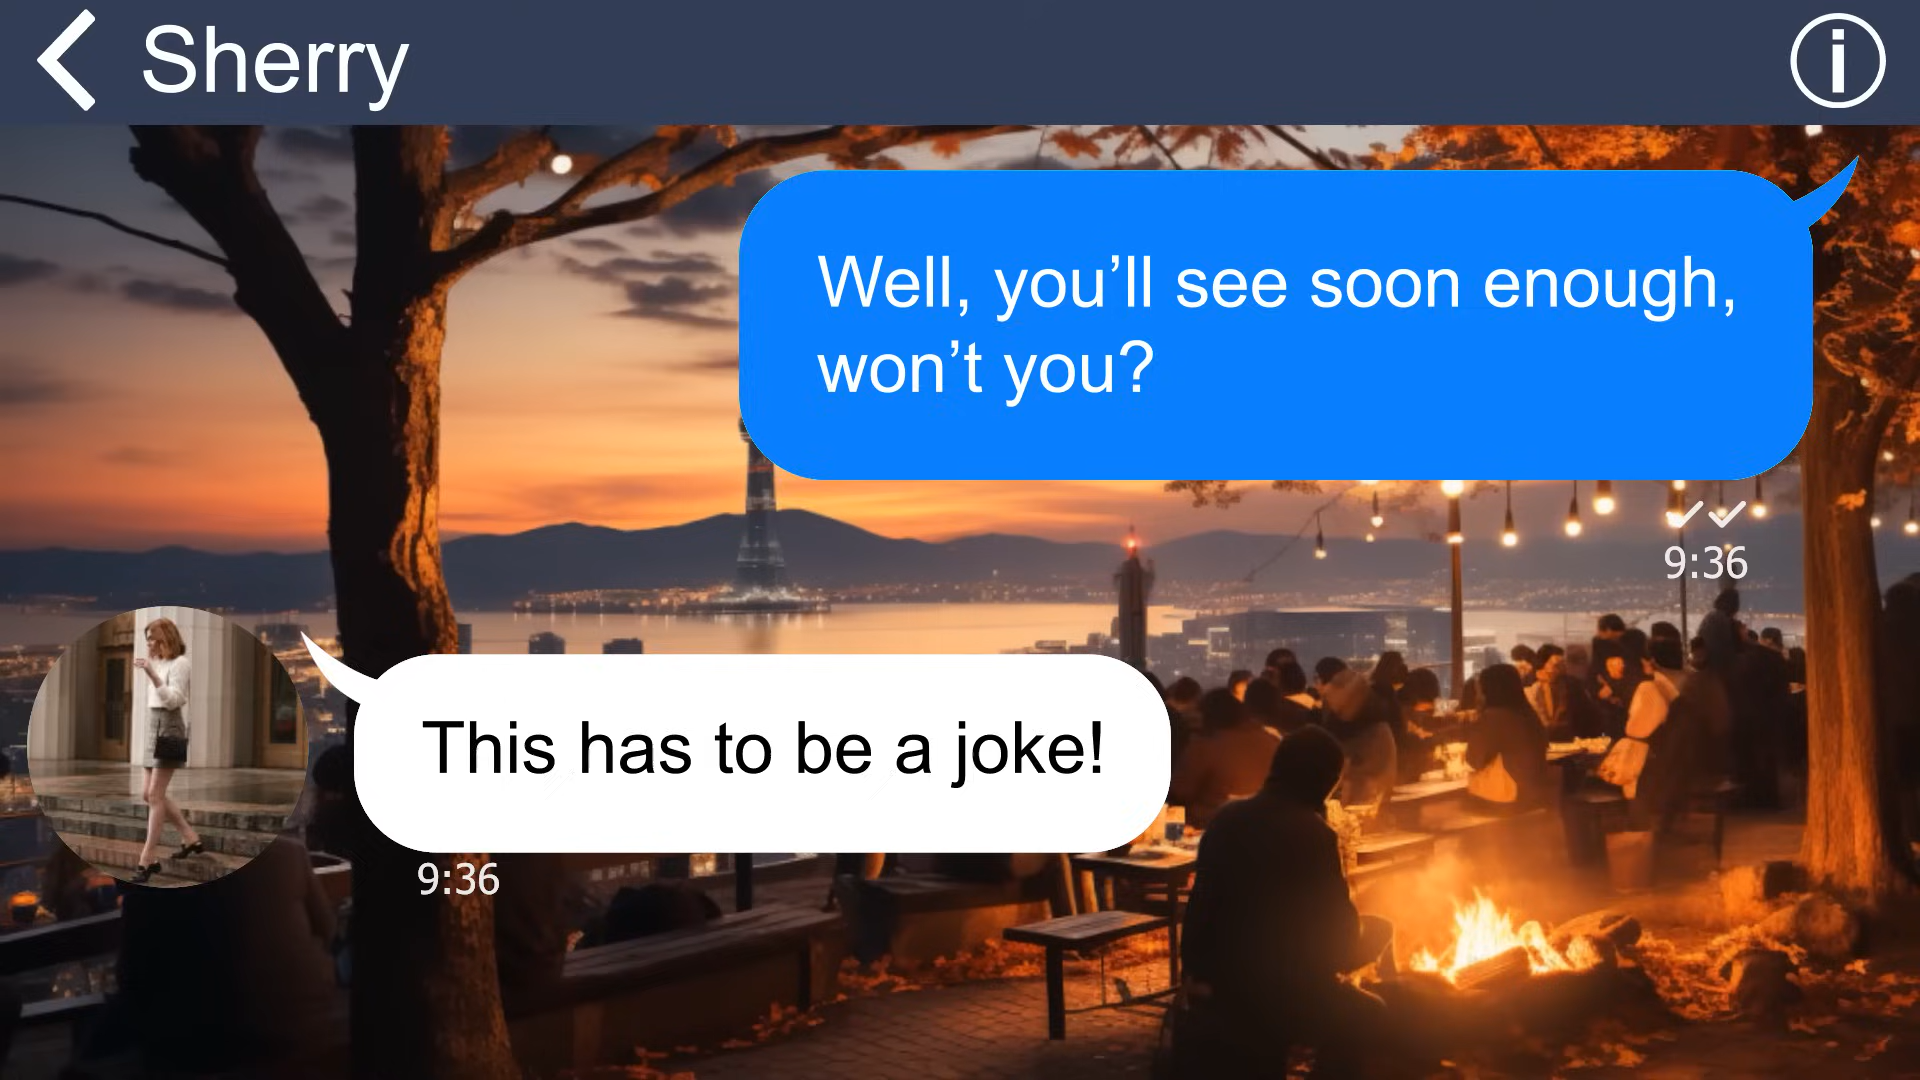 Sherry
Well, you’ll see soon enough,
won’t you?
9:36
This has to be a joke!
9:36